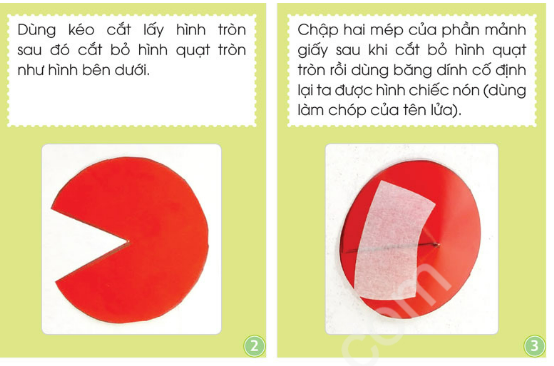 Dùng kéo cắt lấy hình tròn
sau đó cắt bỏ hình quạt tròn
như hình bên dưới.
2
Chập hai mép của phần mảnh
giấy sau khi cắt bỏ hình quạt
tròn rồi dùng băng dính cố định
lại ta được hình chiếc nón (dùng
làm chóp của tên lửa).
com
3